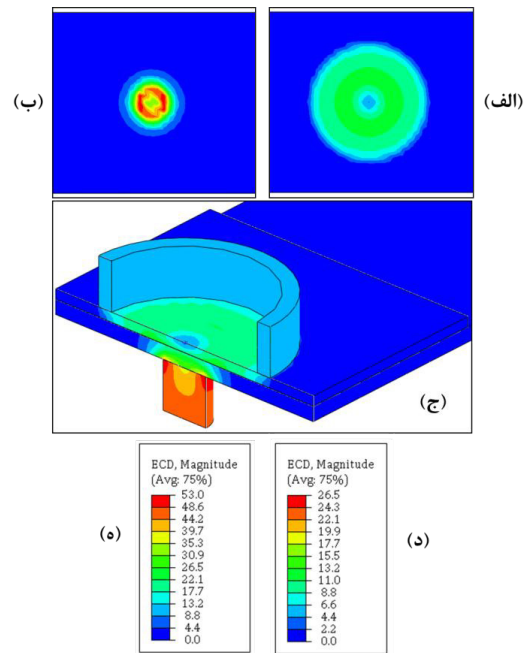 (ب)
(الف)
(ج)
(ه)
ECD, Magnitude
(Avg: 75%)
53.0
48.6
44.2
39.7
35.3
30.9
26.5
22.1
17.7
13.2
8.8
4.4
0.0
ECD, Magnitude
(Avg: 75%)
26.5
24.3
22.1
19.9
17.7
15.5
13.2
11.0
8.8
6.6
4.4
2.2
0.0
(د)